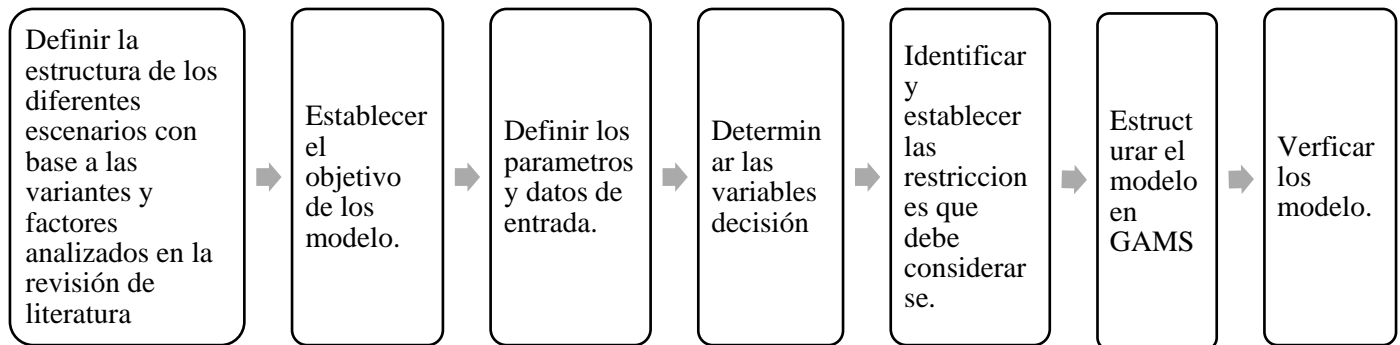 Definir la
estructura de los
diferentes
escenarios con
base a las
variantes y
factores
analizados en la
revisión de
literatura
Establecer
el
objetivo
de los
modelo.
Definir los
parametros
y datos de
entrada.
Determin
ar las
variables
decisión
Identificar
y
establecer
las
restriccion
es que
debe
considerar
se.
Estruct
urar el
modelo
en
GAMS
Verficar
los
modelo.